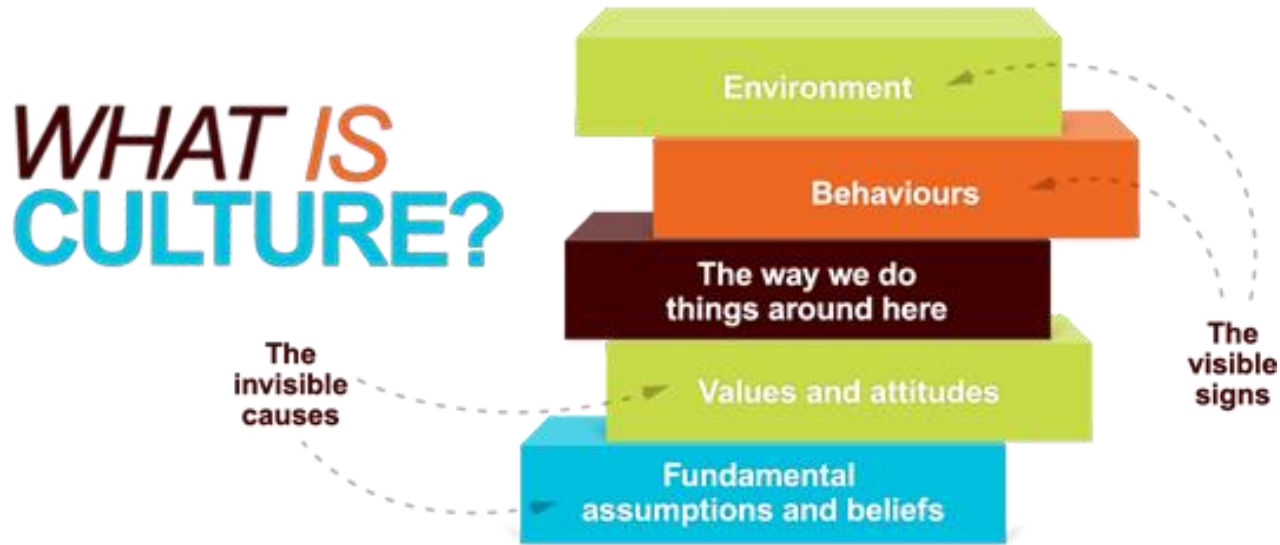 WHAT IS
CULTURE?
Environment
Behaviours
The way we do
things around here
Values and attitudes
Fundamental
assumptions and beliefs
The
invisible
causes
The
visible
signs